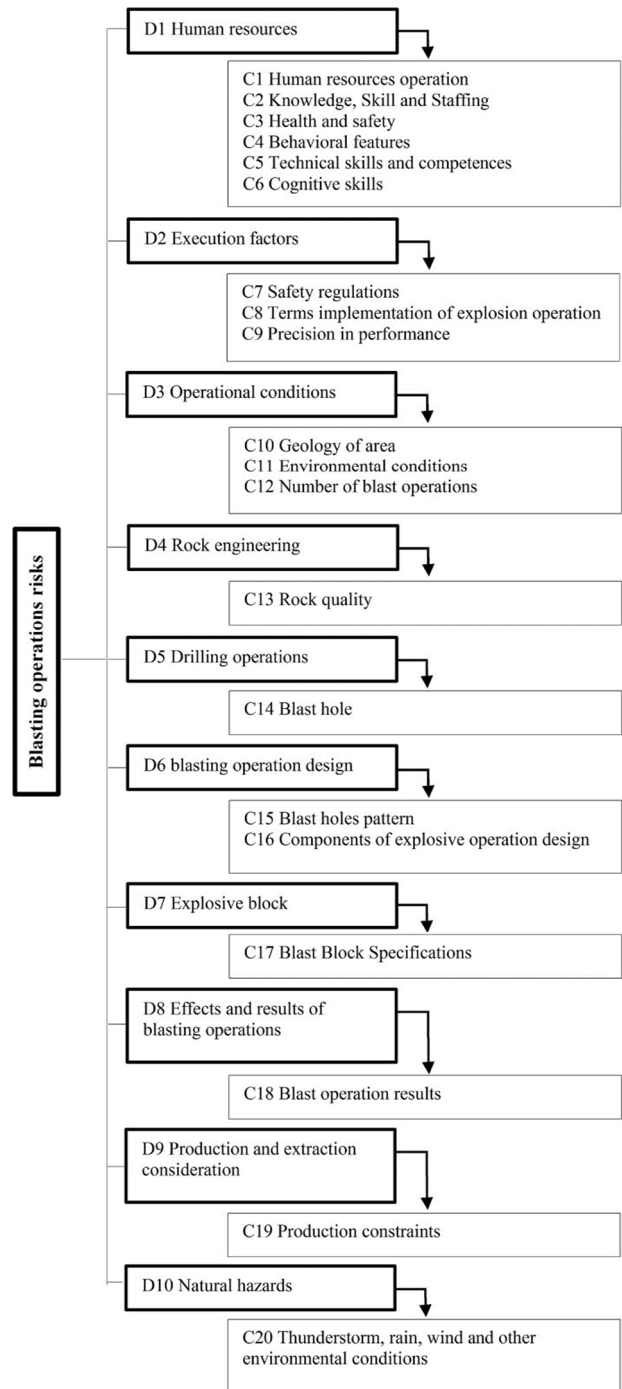 Blasting operations risks
D1 Human resources
C1 Human resources operation
C2 Knowledge, Skill and Staffing
C3 Health and safety
C4 Behavioral features
C5 Technical skills and competences
C6 Cognitive skills
D2 Execution factors
C7 Safety regulations
C8 Terms implementation of explosion operation
C9 Precision in performance
D3 Operational conditions
C10 Geology of area
C11 Environmental conditions
C12 Number of blast operations
D4 Rock engineering
C13 Rock quality
D5 Drilling operations
C14 Blast hole
D6 blasting operation design
C15 Blast holes pattern
C16 Components of explosive operation design
D7 Explosive block
C17 Blast Block Specifications
D8 Effects and results of
blasting operations
C18 Blast operation results
D9 Production and extraction
consideration
C19 Production constraints
D10 Natural hazards
C20 Thunderstorm, rain, wind and other
environmental conditions